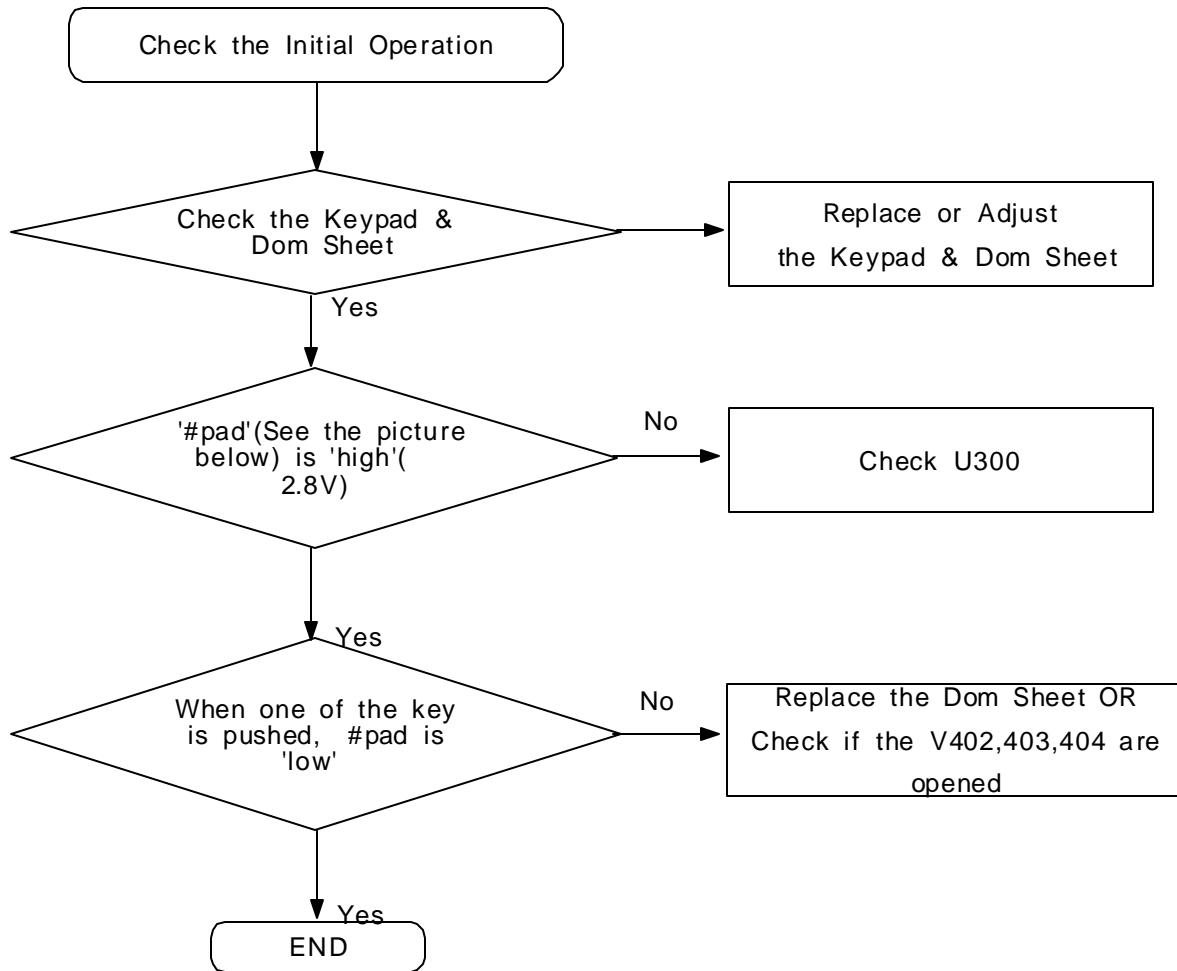 Check the Initial Operation
Check the Keypad &
Dom Sheet
Replace or Adjust
the Keypad & Dom Sheet
Yes
'#pad'(See the picture
below) is 'high'(
2.8V)
No
Check U300
Yes
When one of the key
is pushed, #pad is
'low'
No
Replace the Dom Sheet OR
Check if the V402,403,404 are
opened
Yes
END